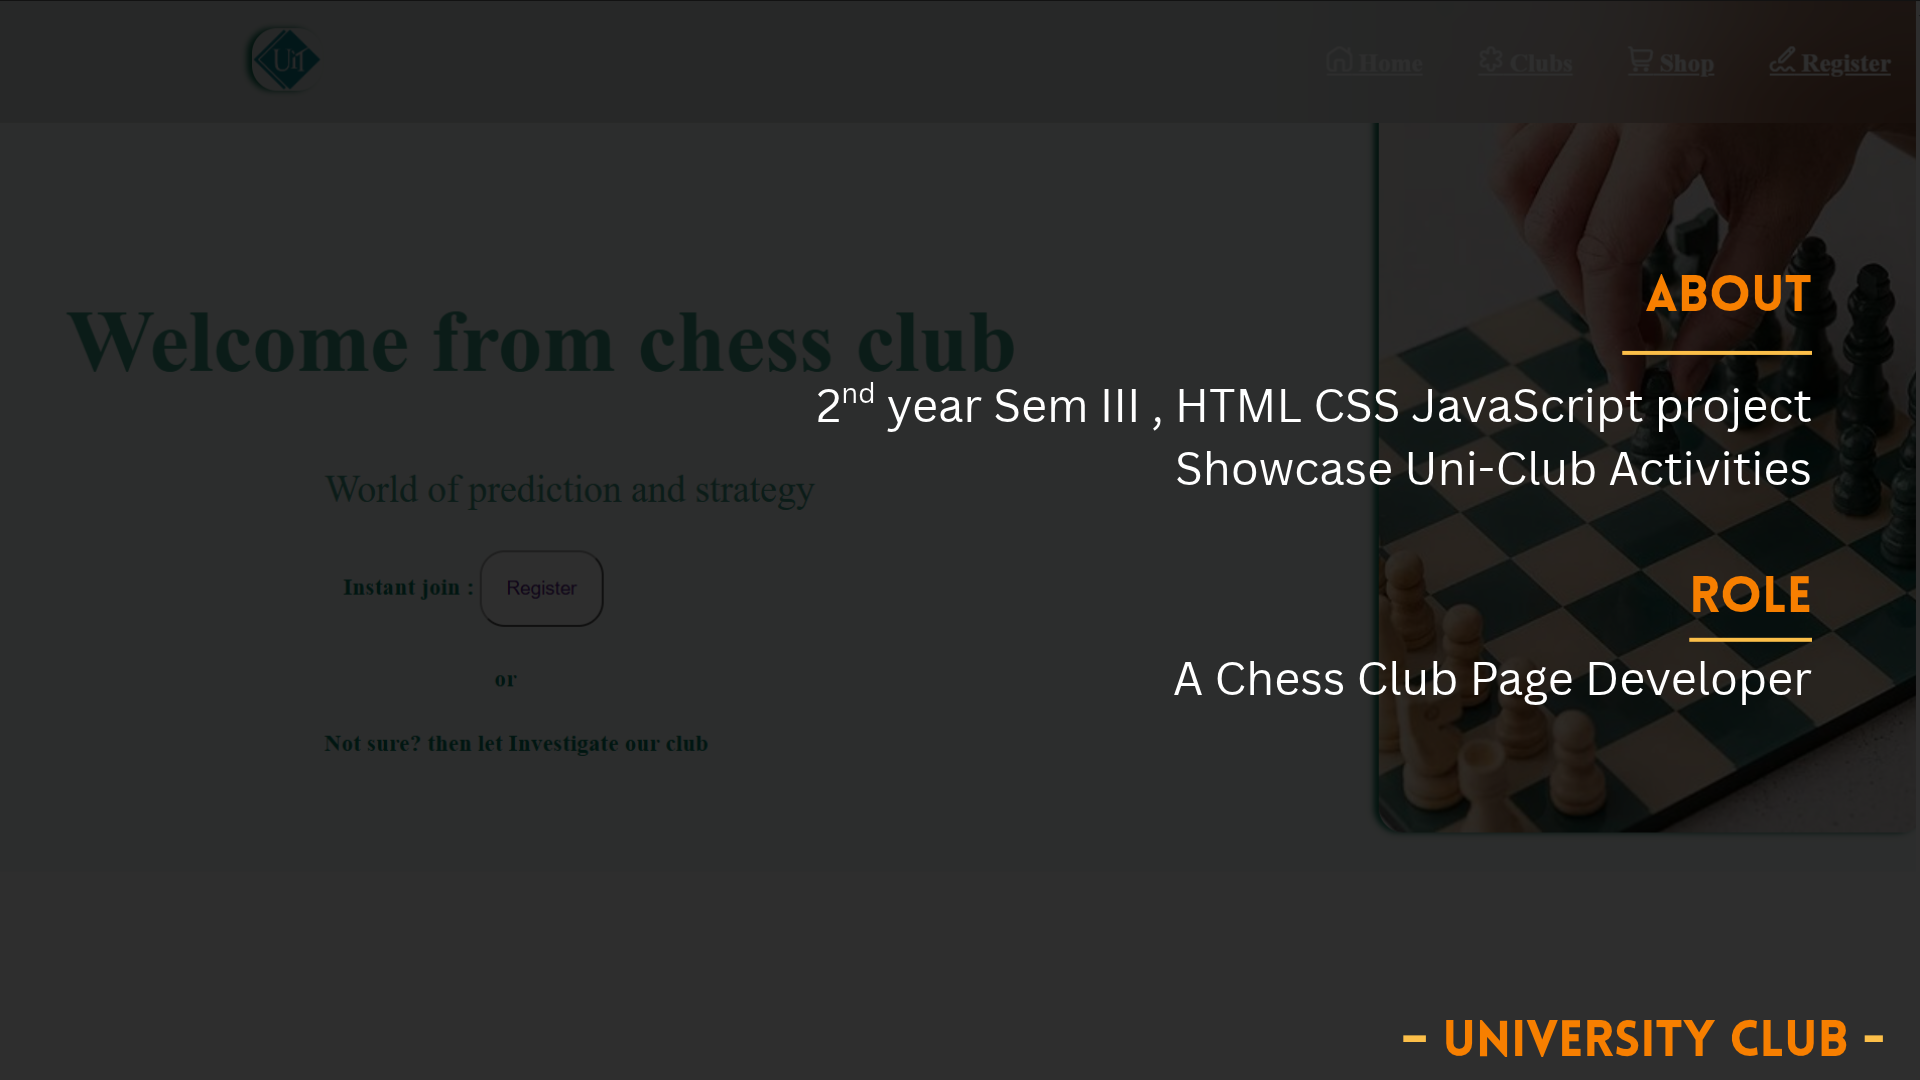 UiT
Home Clubs Shop Register
Welcome from chess club
World of prediction and strategy
Instant join : Register
or
Not sure? then let Investigate our club
ABOUT
2nd year Sem III , HTML CSS JavaScript project
Showcase Uni-Club Activities
ROLE
A Chess Club Page Developer
- UNIVERSITY CLUB -